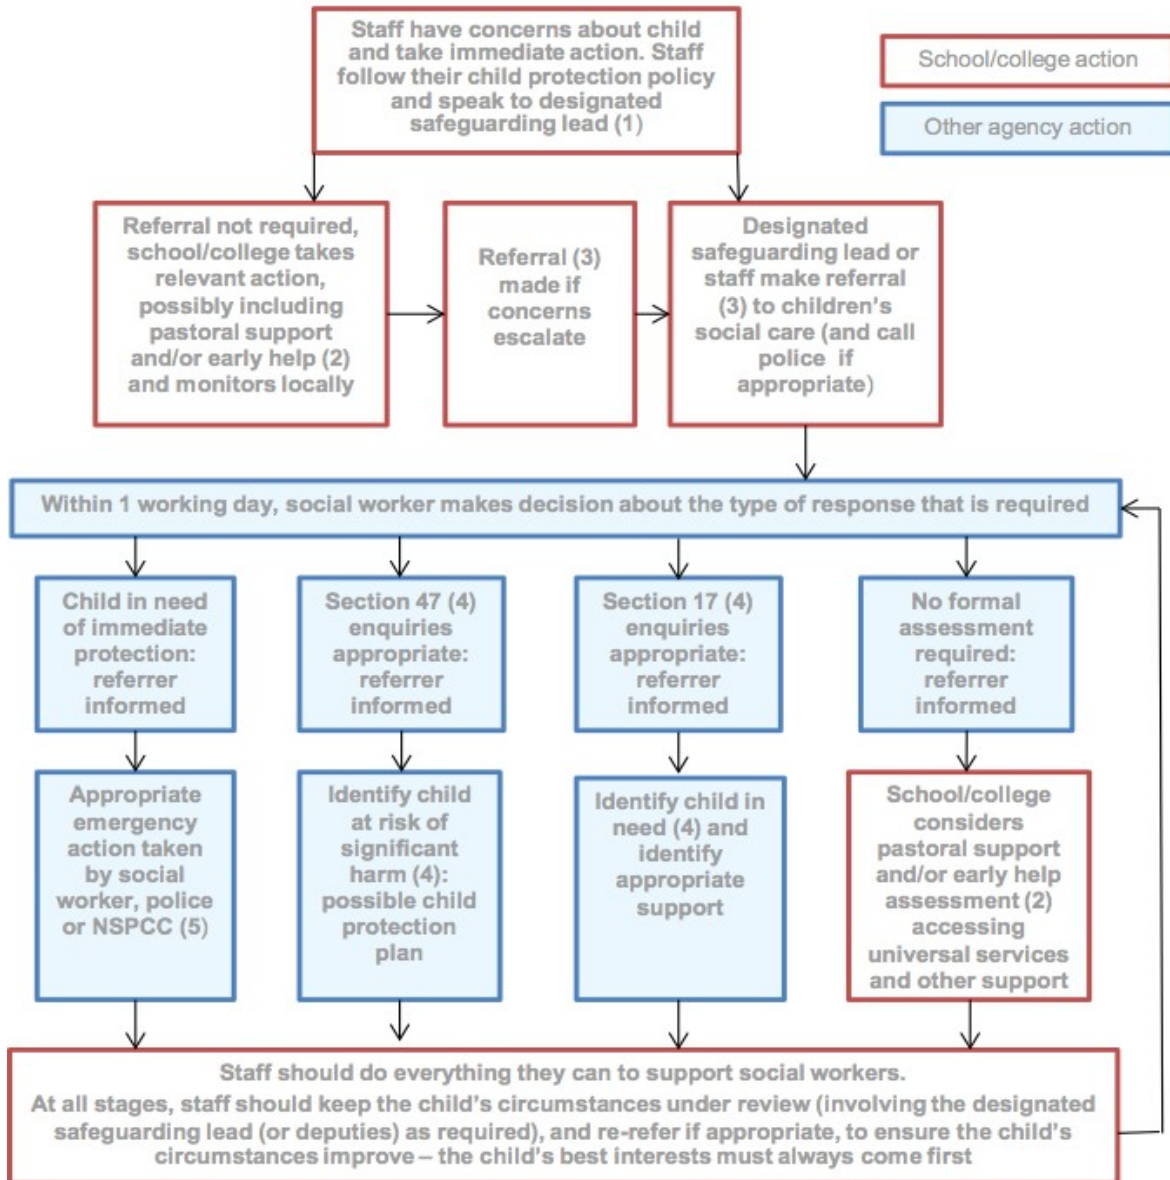 Staff have concerns about child
and take immediate action. Staff
follow their child protection policy
and speak to designated
safeguarding lead (1)
School/college action
Other agency action
Referral not required,
school/college takes
relevant action,
possibly including
pastoral support
and/or early help (2)
and monitors locally
Referral (3)
made if
concerns
escalate
Designated
safeguarding lead or
staff make referral
(3) to children's
social care (and call
police if
appropriate)
Within 1 working day, social worker makes decision about the type of response that is required
Child in need
of immediate
protection:
referrer
informed
Section 47 (4)
enquiries
appropriate:
referrer
informed
Section 17 (4)
enquiries
appropriate:
referrer
informed
No formal
assessment
required:
referrer
informed
Appropriate
emergency
action taken
by social
worker, police
or NSPCC (5)
Identify child
at risk of
significant
harm (4):
possible child
protection
plan
Identify child in
need (4) and
identify
appropriate
support
School/college
considers
pastoral support
and/or early help
assessment (2)
accessing
universal services
and other support
Staff should do everything they can to support social workers.
At all stages, staff should keep the child's circumstances under review (involving the designated
safeguarding lead (or deputies) as required), and re-refer if appropriate, to ensure the child's
circumstances improve – the child's best interests must always come first